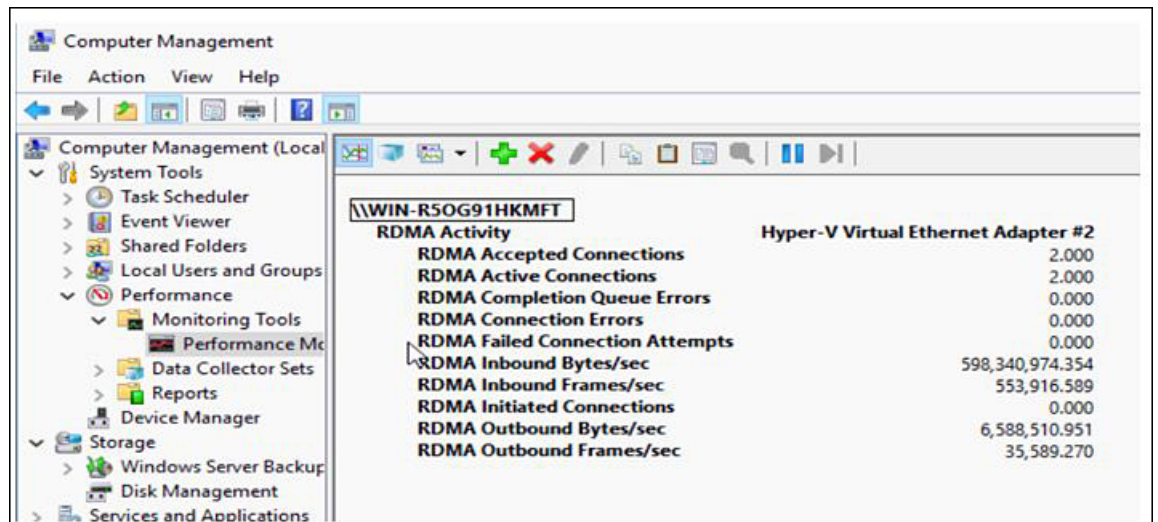 Computer Management
File Action View Help
Computer Management (Local
System Tools
Task Scheduler
Event Viewer
Shared Folders
Local Users and Groups
Performance
Monitoring Tools
Performance Mc
Data Collector Sets
Reports
Device Manager
Storage
Windows Server Backup
Disk Management
Services and Applications
\\WIN-R5OG91HKMFT
RDMA Activity Hyper-V Virtual Ethernet Adapter #2
RDMA Accepted Connections 2.000
RDMA Active Connections 2.000
RDMA Completion Queue Errors 0.000
RDMA Connection Errors 0.000
RDMA Failed Connection Attempts 0.000
RDMA Inbound Bytes/sec 598,340,974.354
RDMA Inbound Frames/sec 553,916.589
RDMA Initiated Connections 0.000
RDMA Outbound Bytes/sec 6,588,510.951
RDMA Outbound Frames/sec 35,589.270